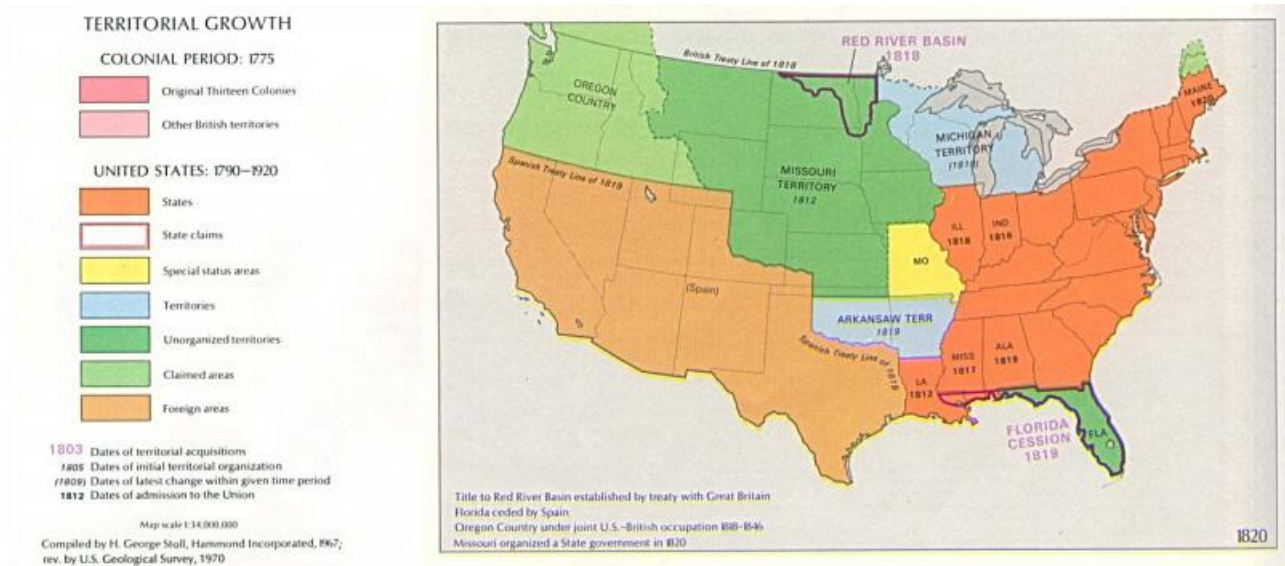 TERRITORIAL GROWTH
COLONIAL PERIOD: 1775
Original Thirteen Colonies
Other British territories
UNITED STATES: 1790—1920
States
State claims
Special status areas
Territories
Unorganized territories
Claimed areas
Foreign areas
1803 Dates of territorial acquisitions
1805 Dates of initial territorial organization
(1809) Dates of latest change within given time period
1812 Dates of admission to the Union
Map scale 1:34,000,000
Compiled by H. George Stoll, Hammond Incorporated, 1967;
rev. by U.S. Geological Survey, 1970
British Treaty Line of 1818
RED RIVER BASIN
1818
OREGON
COUNTRY
MAINE
1820
MICHIGAN
TERRITORY
(1818)
Spanish Treaty Line of 1819
MISSOURI
TERRITORY
1812
ILL
1818
IND
1816
MO
(Spain)
ARKANSAW TERR
1819
Spanish Treaty Line of 1819
MISS
1817
ALA
1819
LA
1812
FLORIDA
CESSION
1819
FLA
Title to Red River Basin established by treaty with Great Britain
Florida ceded by Spain
Oregon Country under joint U.S.–British occupation 1818-1846
Missouri organized a State government in 1820
1820